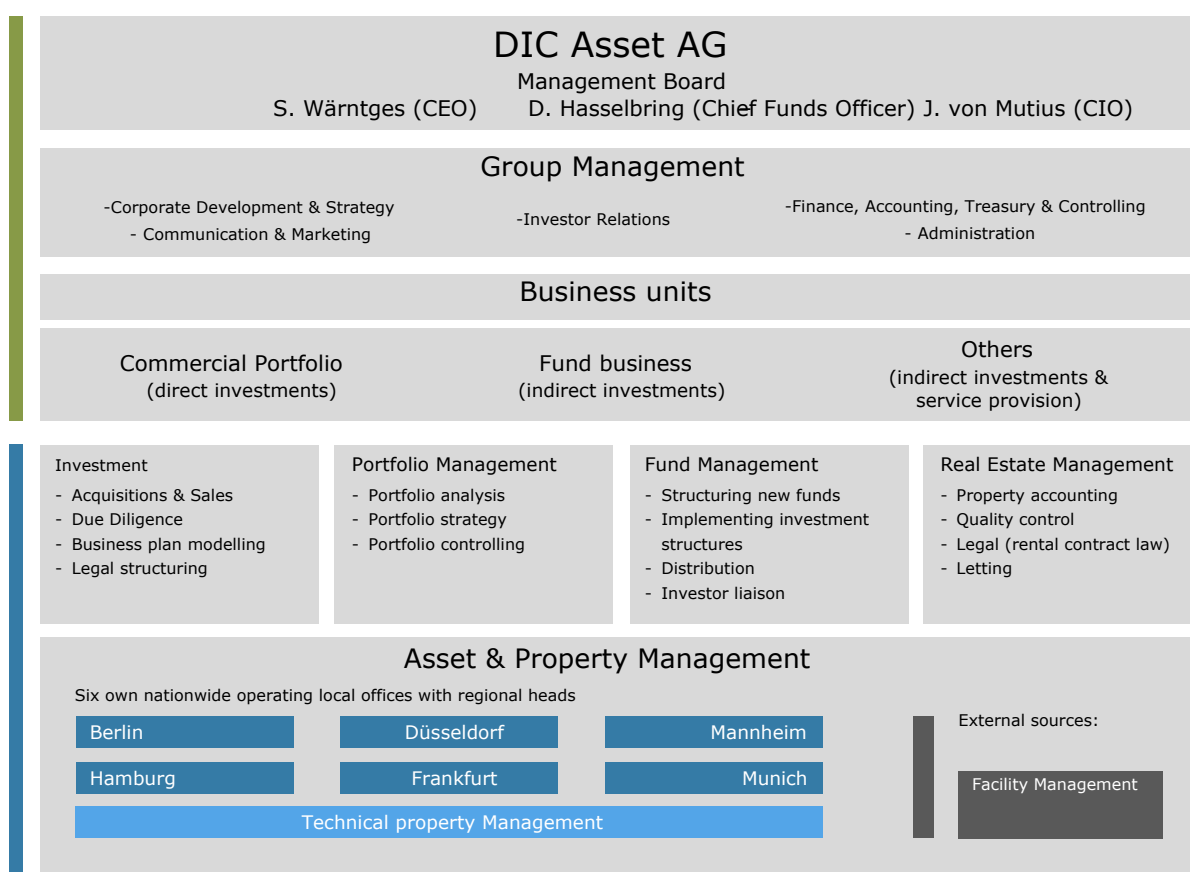 DIC Asset AG
Management Board
S. Wärntges (CEO) D. Hasselbring (Chief Funds Officer) J. von Mutius (CIO)
Group Management
-Corporate Development & Strategy
- Communication & Marketing
-Investor Relations
-Finance, Accounting, Treasury & Controlling
- Administration
Business units
Commercial Portfolio
(direct investments)
Fund business
(indirect investments)
Others
(indirect investments &
service provision)
Investment
- Acquisitions & Sales
- Due Diligence
- Business plan modelling
- Legal structuring
Portfolio Management
- Portfolio analysis
- Portfolio strategy
- Portfolio controlling
Fund Management
- Structuring new funds
- Implementing investment
structures
- Distribution
- Investor liaison
Real Estate Management
- Property accounting
- Quality control
- Legal (rental contract law)
- Letting
Asset & Property Management
Six own nationwide operating local offices with regional heads
Berlin
Düsseldorf
Mannheim
Hamburg
Frankfurt
Munich
Technical property Management
External sources:
Facility Management